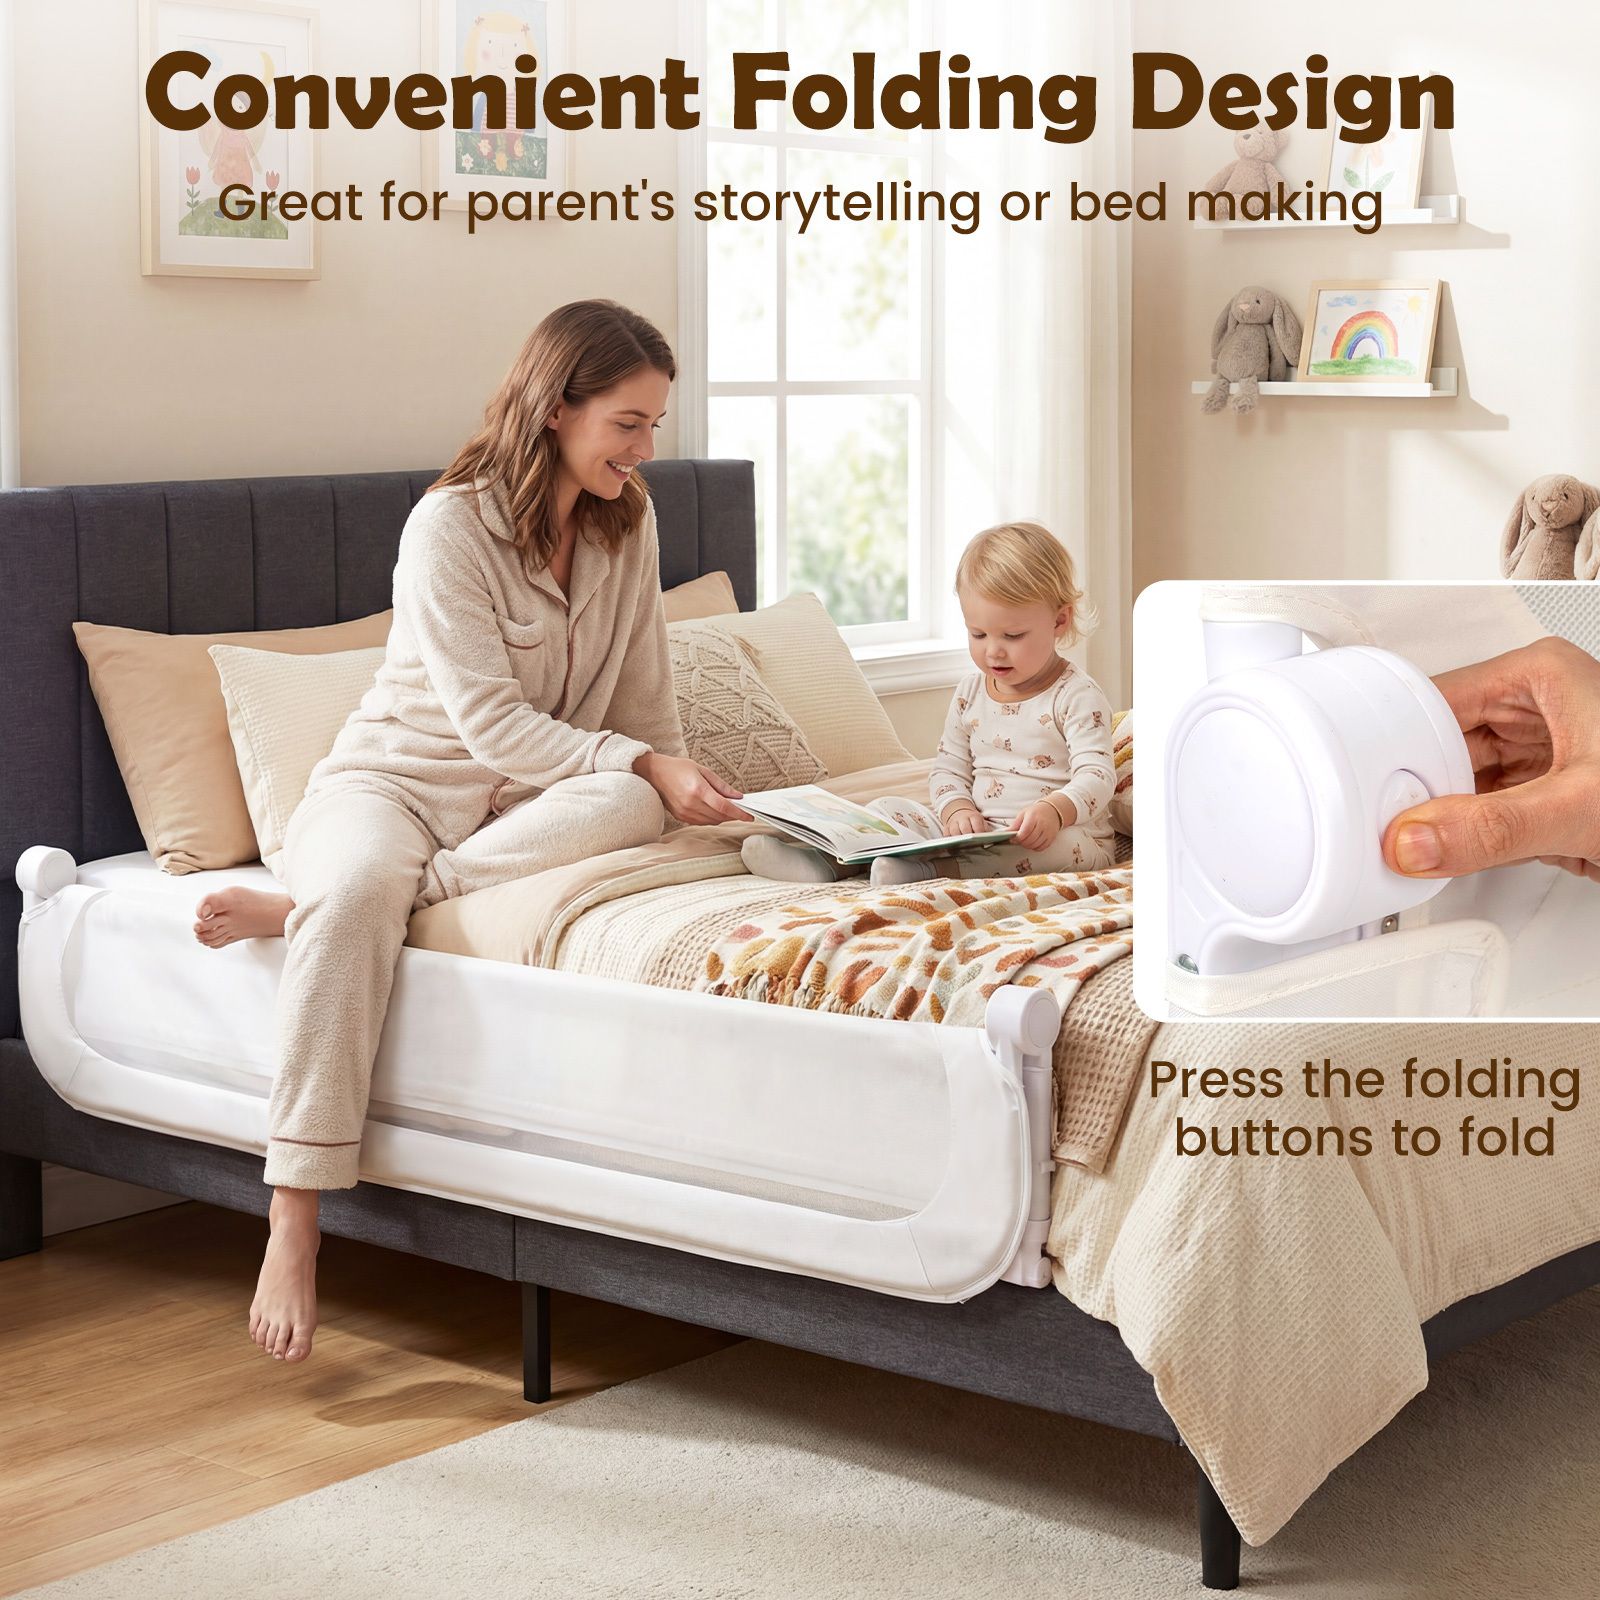 Convenient Folding Design
Great for parent's storytelling or bed making
Press the folding
buttons to fold